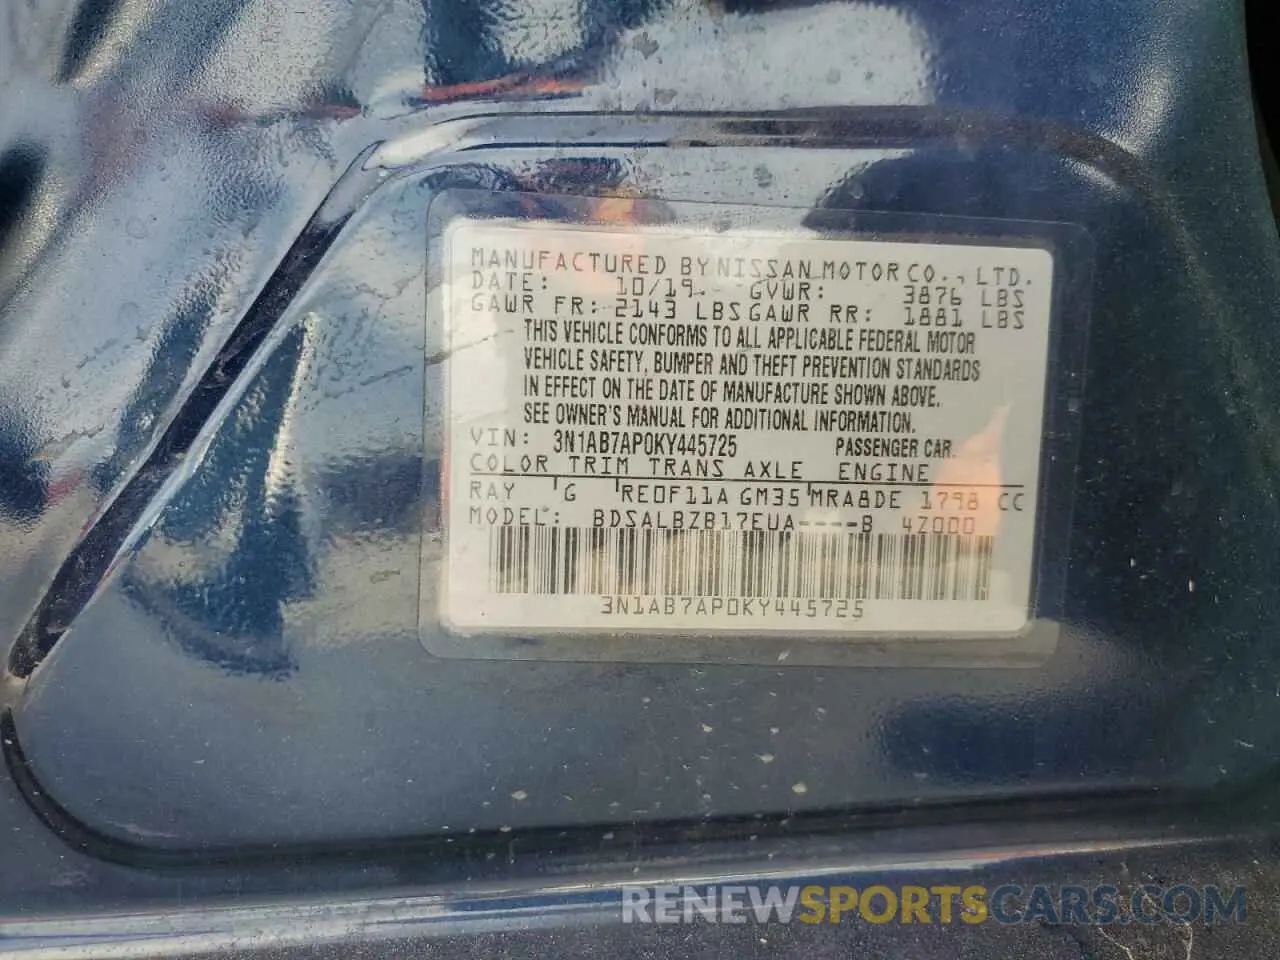 MANUFACTURED BY NISSAN MOTOR CO., LTD.
DATE: 10/19 GVWR: 3876 LBS
GAWR FR: 2143 LBS GAWR RR: 1881 LBS
THIS VEHICLE CONFORMS TO ALL APPLICABLE FEDERAL MOTOR
VEHICLE SAFETY, BUMPER AND THEFT PREVENTION STANDARDS
IN EFFECT ON THE DATE OF MANUFACTURE SHOWN ABOVE.
SEE OWNER'S MANUAL FOR ADDITIONAL INFORMATION.
VIN: 3N1AB7AP0KY445725 PASSENGER CAR.
COLOR TRIM TRANS AXLE ENGINE
RAY G RE0F11A GM35 MRA8DE 1798 CC
MODEL: BDSALBZB17EUA----B 4Z000
3N1AB7AP0KY445725
RENEWSPORTSCARS.COM